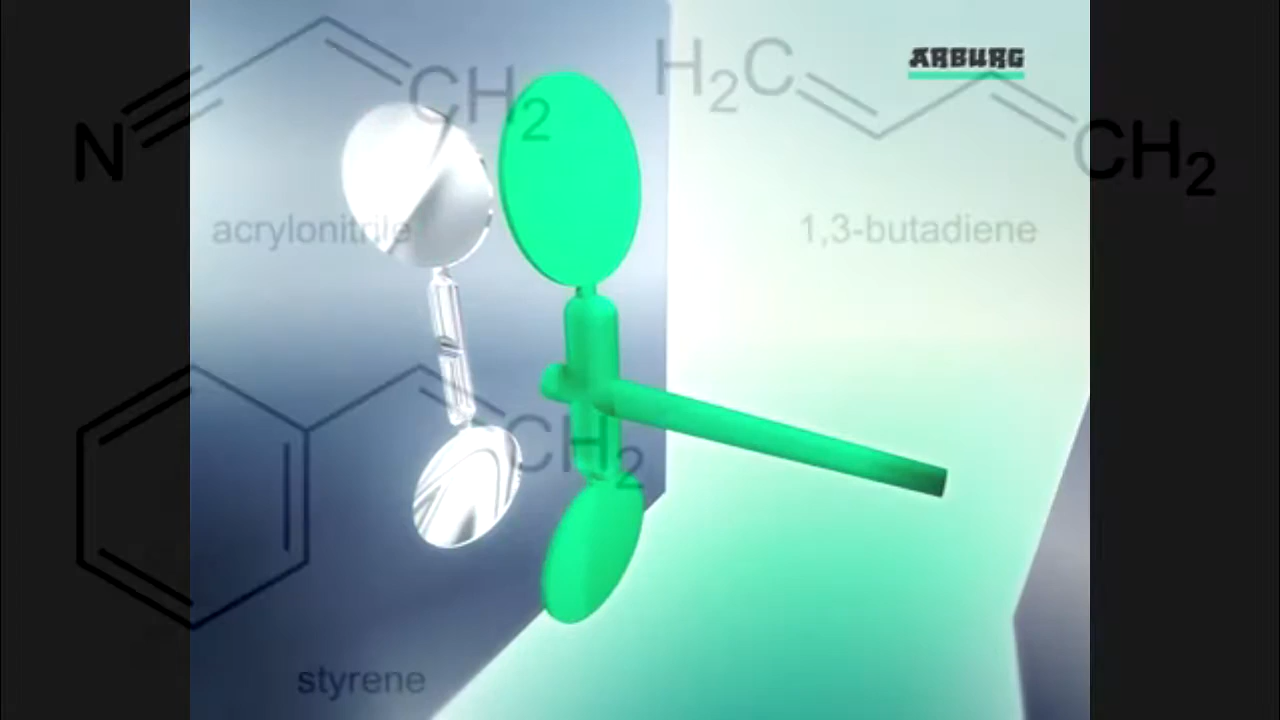 ARBURG
N
CH2
H2C
CH2
acrylonitrile
1,3-butadiene
CH2
styrene